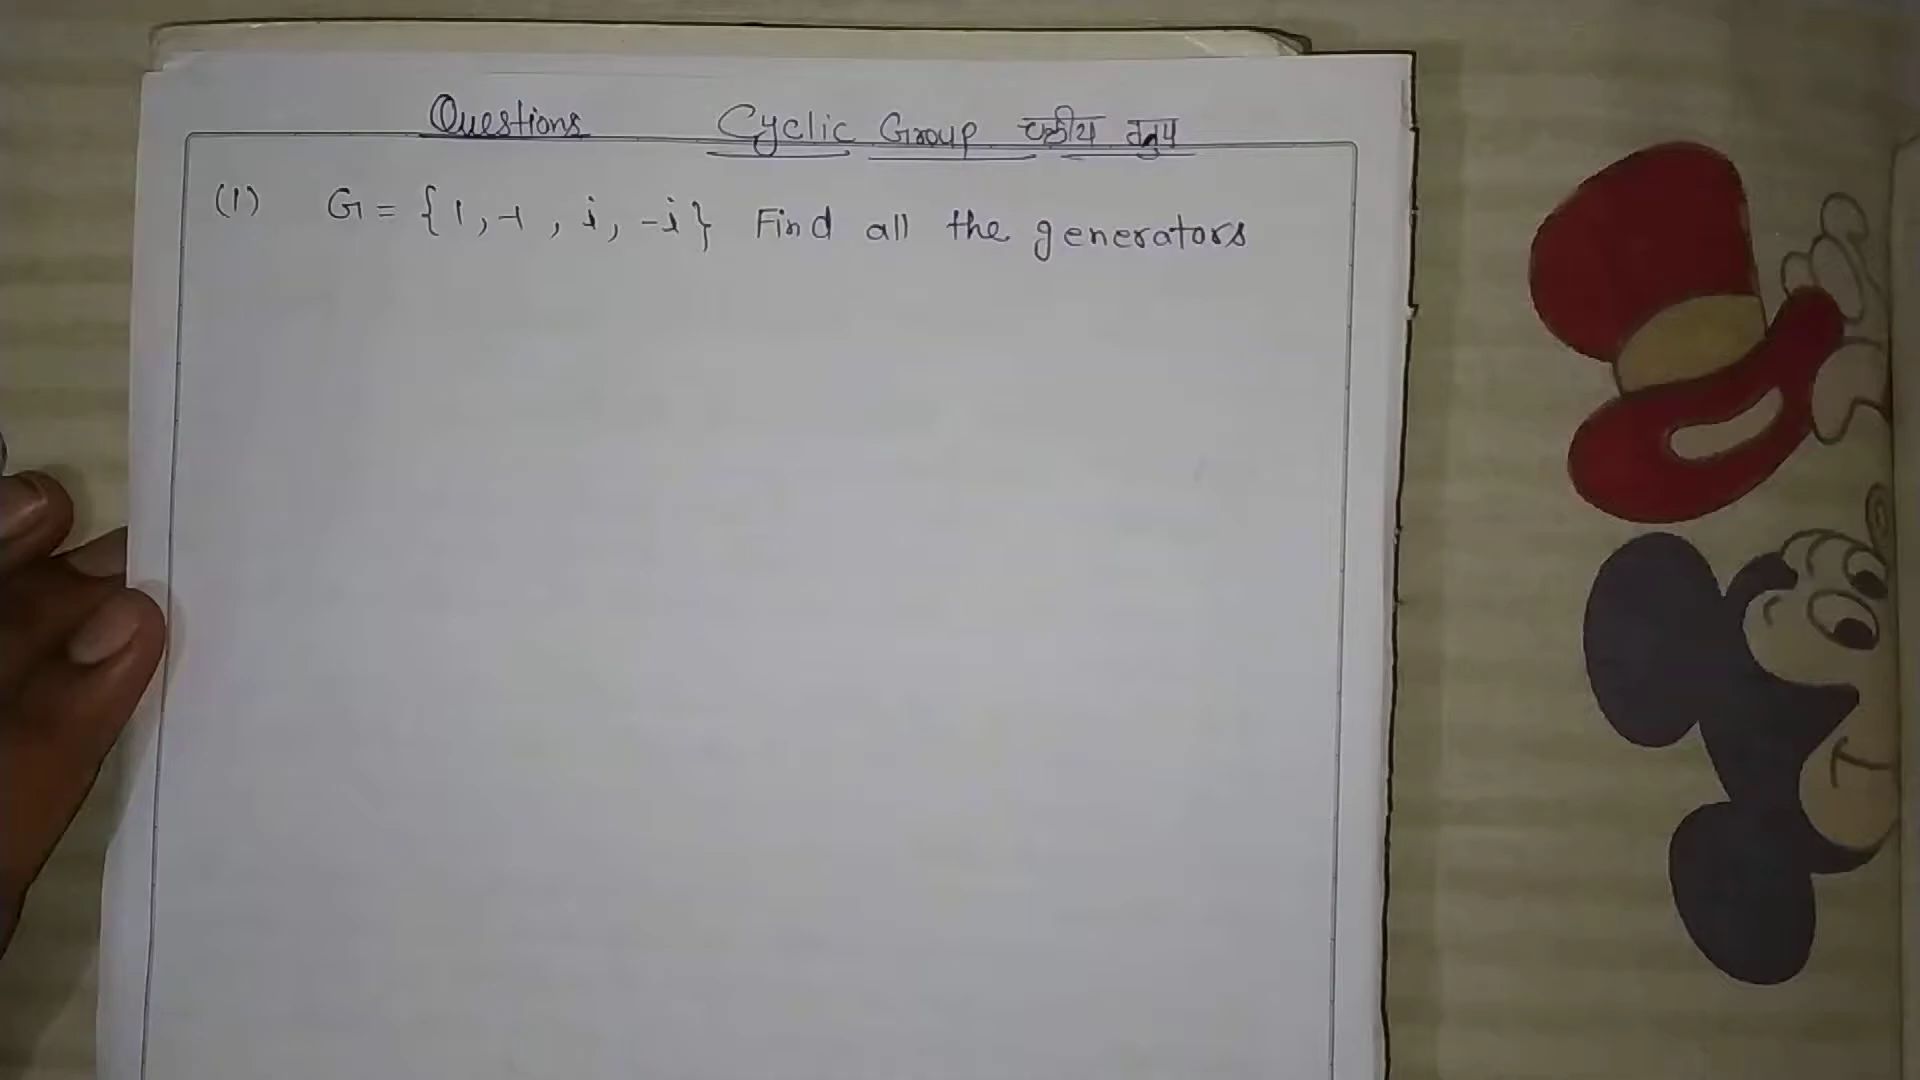 Questions Cyclic Group चक्रीय समुह
(1) G = {1, -1, i, -i} Find all the generators